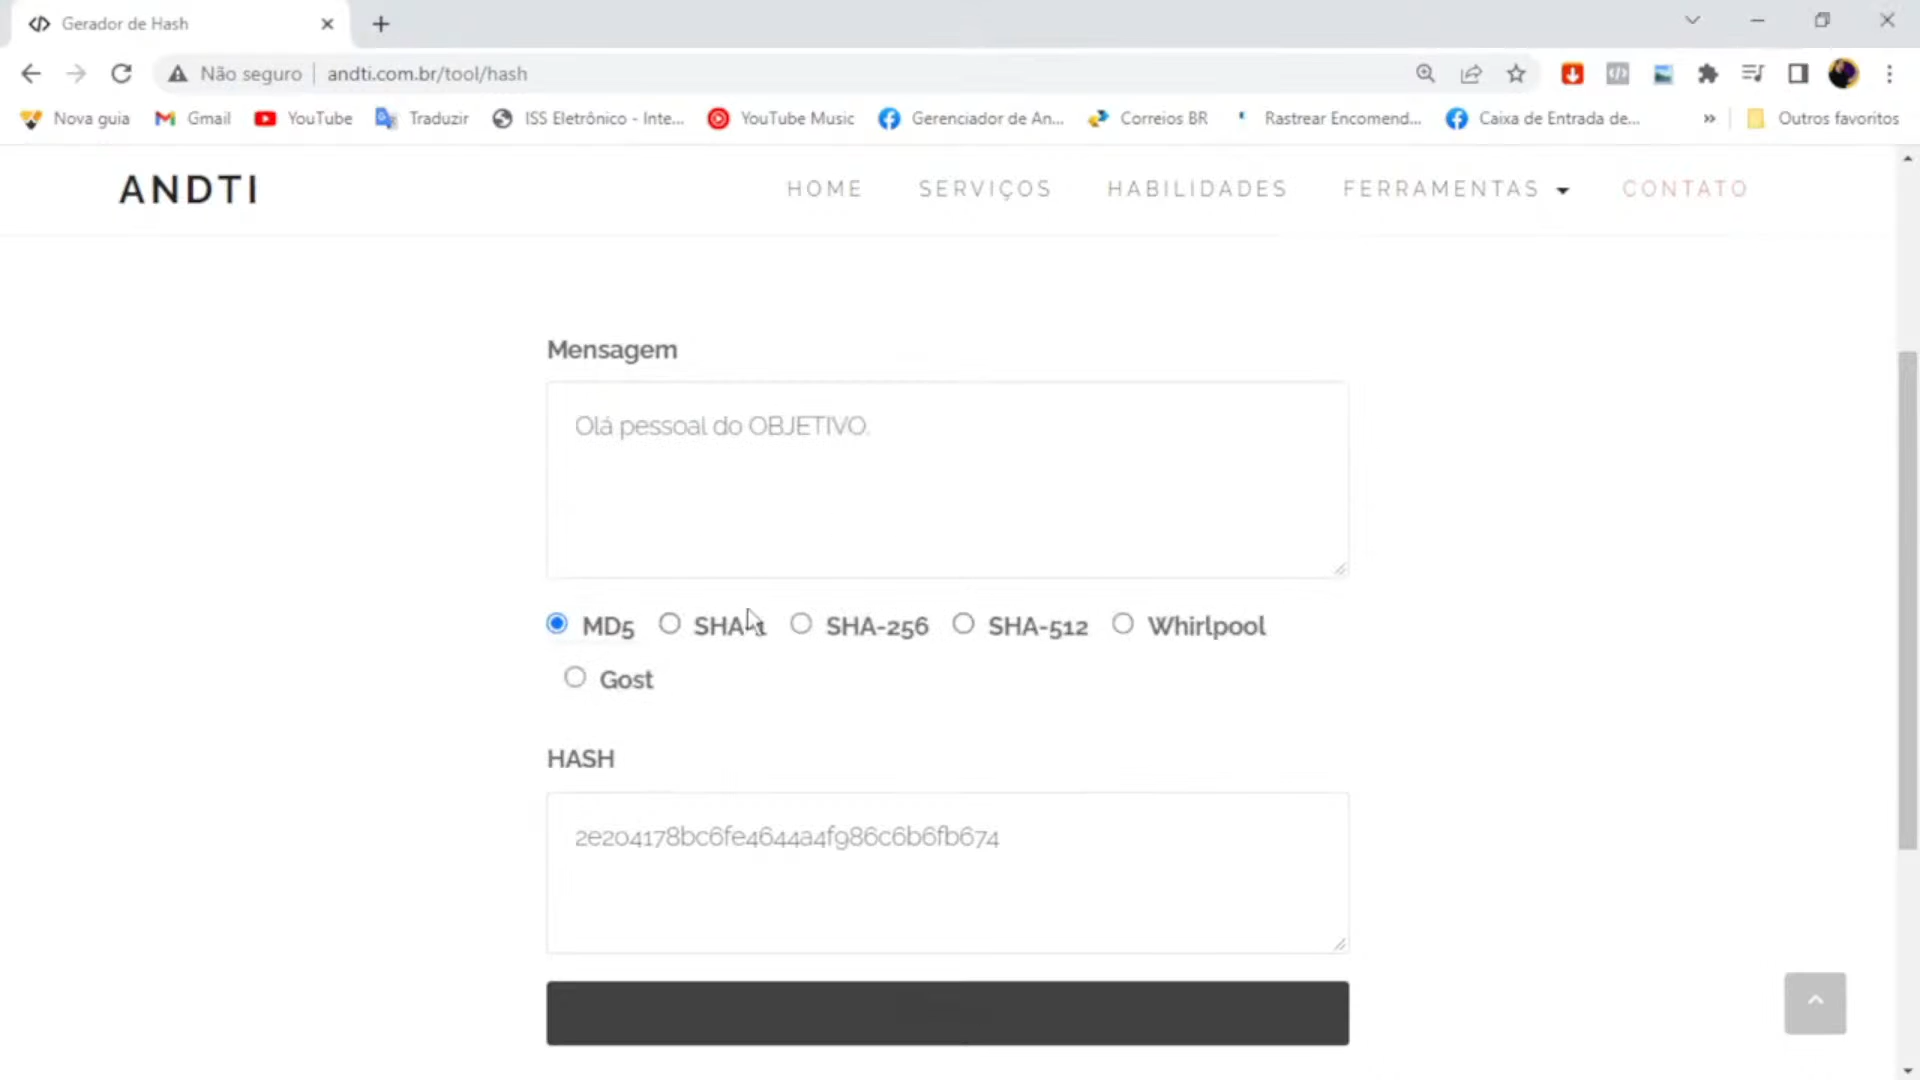 Gerador de Hash
Não seguro | andti.com.br/tool/hash
Nova guia Gmail YouTube Traduzir ISS Eletrônico - Inte... YouTube Music Gerenciador de An... Correios BR Rastrear Encomend... Caixa de Entrada de... » Outros favoritos
ANDTI HOME SERVIÇOS HABILIDADES FERRAMENTAS CONTATO
Mensagem
Olá pessoal do OBJETIVO.
MD5 SHA-1 SHA-256 SHA-512 Whirlpool
Gost
HASH
2e204178bc6fe4644a4f986c6b6fb674